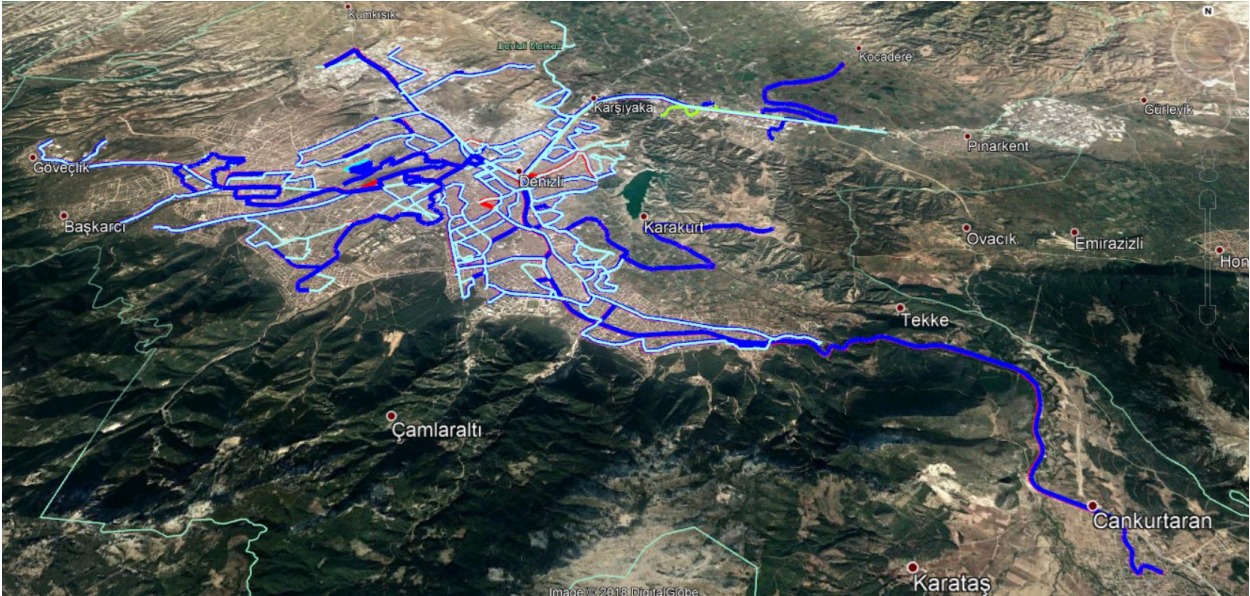 Kumkısık
N
Denizli Merkez
Kocadere
Karşıyaka
Gürleyik
Pınarkent
Göveçlik
Denizli
Başkarcı
Karakurt
Ovacık
Emirazizli
Hon
Tekke
Çamlaraltı
Cankurtaran
Karataş
Image © 2018 DigitalGlobe